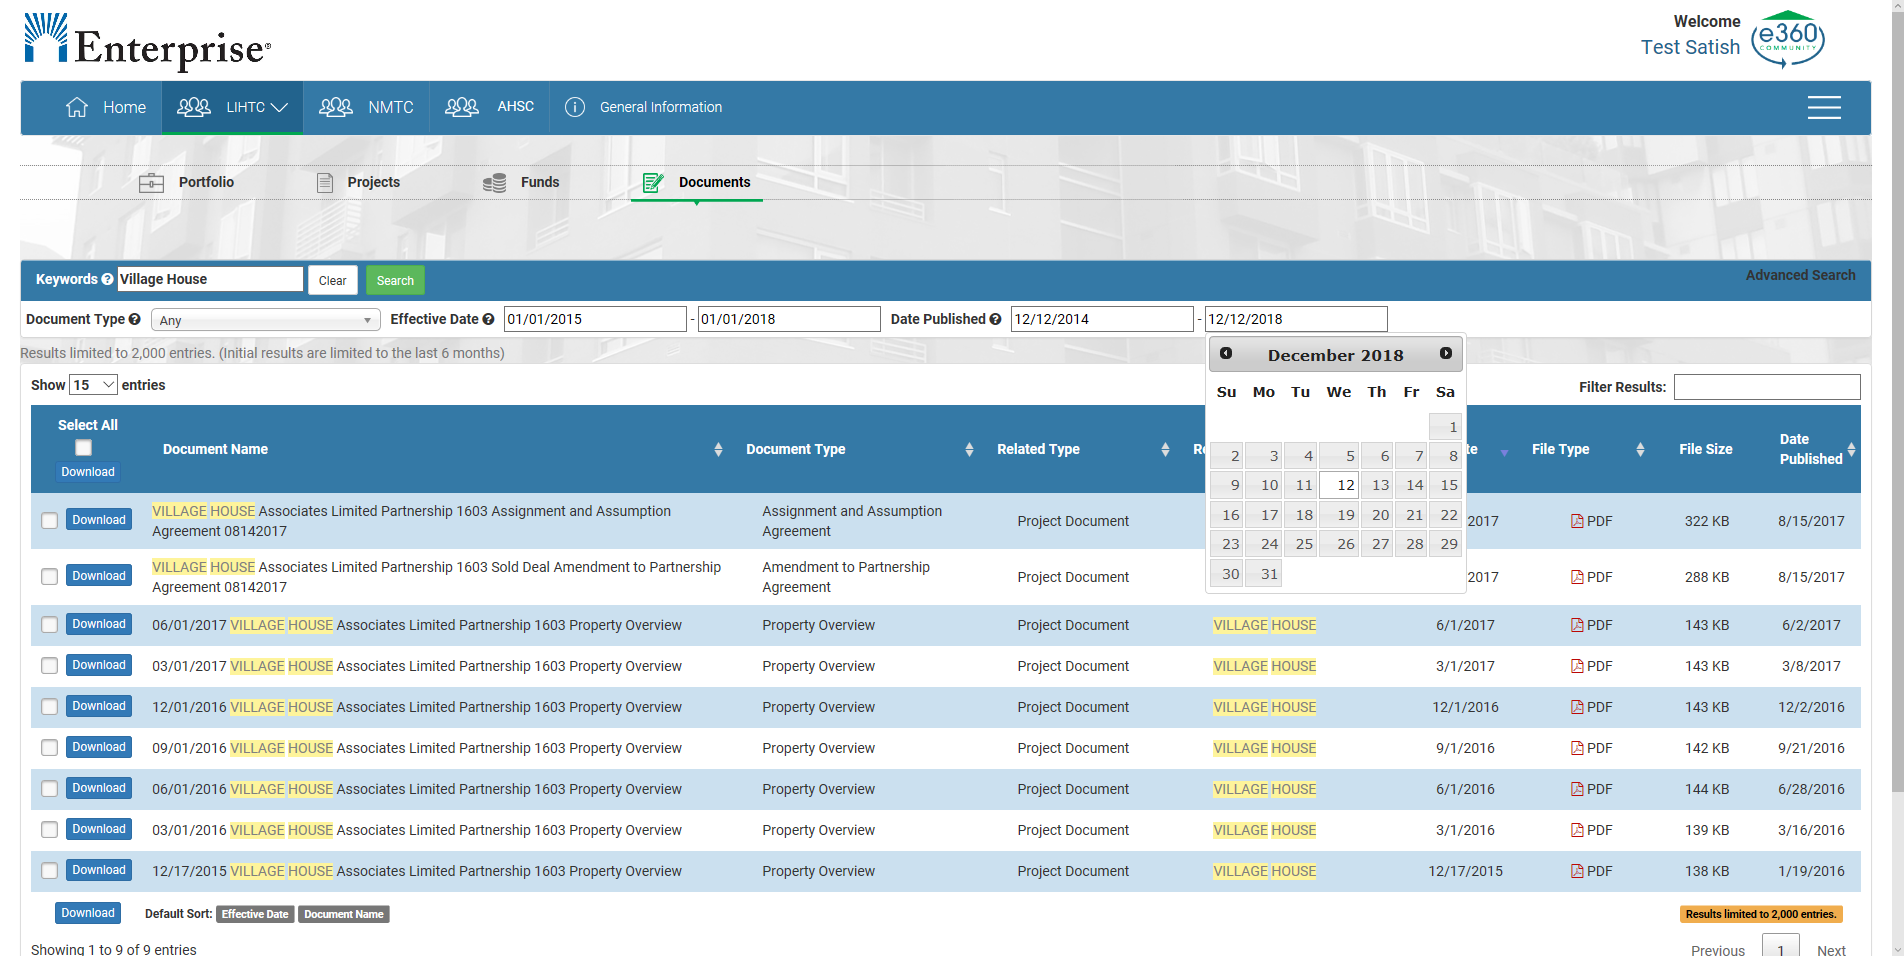 Enterprise®
Welcome
Test Satish
e360
COMMUNITY
Home
LIHTC
NMTC
AHSC
General Information
Portfolio
Projects
Funds
Documents
Keywords
Village House
Clear
Search
Advanced Search
Document Type
Any
Effective Date
01/01/2015 - 01/01/2018
Date Published
12/12/2014 - 12/12/2018
Results limited to 2,000 entries. (Initial results are limited to the last 6 months)
December 2018
Su Mo Tu We Th Fr Sa
1
2 3 4 5 6 7 8
9 10 11 12 13 14 15
16 17 18 19 20 21 22
23 24 25 26 27 28 29
30 31
Show 15 entries
Filter Results:
Select All
Download
Document Name
Document Type
Related Type
File Type
File Size
Date
Published
Download VILLAGE HOUSE Associates Limited Partnership 1603 Assignment and Assumption
Agreement 08142017
Assignment and Assumption
Agreement
Project Document
2017
PDF
322 KB
8/15/2017
Download VILLAGE HOUSE Associates Limited Partnership 1603 Sold Deal Amendment to Partnership
Agreement 08142017
Amendment to Partnership
Agreement
Project Document
2017
PDF
288 KB
8/15/2017
Download 06/01/2017 VILLAGE HOUSE Associates Limited Partnership 1603 Property Overview Property Overview Project Document VILLAGE HOUSE 6/1/2017 PDF 143 KB 6/2/2017
Download 03/01/2017 VILLAGE HOUSE Associates Limited Partnership 1603 Property Overview Property Overview Project Document VILLAGE HOUSE 3/1/2017 PDF 143 KB 3/8/2017
Download 12/01/2016 VILLAGE HOUSE Associates Limited Partnership 1603 Property Overview Property Overview Project Document VILLAGE HOUSE 12/1/2016 PDF 143 KB 12/2/2016
Download 09/01/2016 VILLAGE HOUSE Associates Limited Partnership 1603 Property Overview Property Overview Project Document VILLAGE HOUSE 9/1/2016 PDF 142 KB 9/21/2016
Download 06/01/2016 VILLAGE HOUSE Associates Limited Partnership 1603 Property Overview Property Overview Project Document VILLAGE HOUSE 6/1/2016 PDF 144 KB 6/28/2016
Download 03/01/2016 VILLAGE HOUSE Associates Limited Partnership 1603 Property Overview Property Overview Project Document VILLAGE HOUSE 3/1/2016 PDF 139 KB 3/16/2016
Download 12/17/2015 VILLAGE HOUSE Associates Limited Partnership 1603 Property Overview Property Overview Project Document VILLAGE HOUSE 12/17/2015 PDF 138 KB 1/19/2016
Download
Default Sort: Effective Date Document Name
Results limited to 2,000 entries.
Showing 1 to 9 of 9 entries
Previous 1 Next